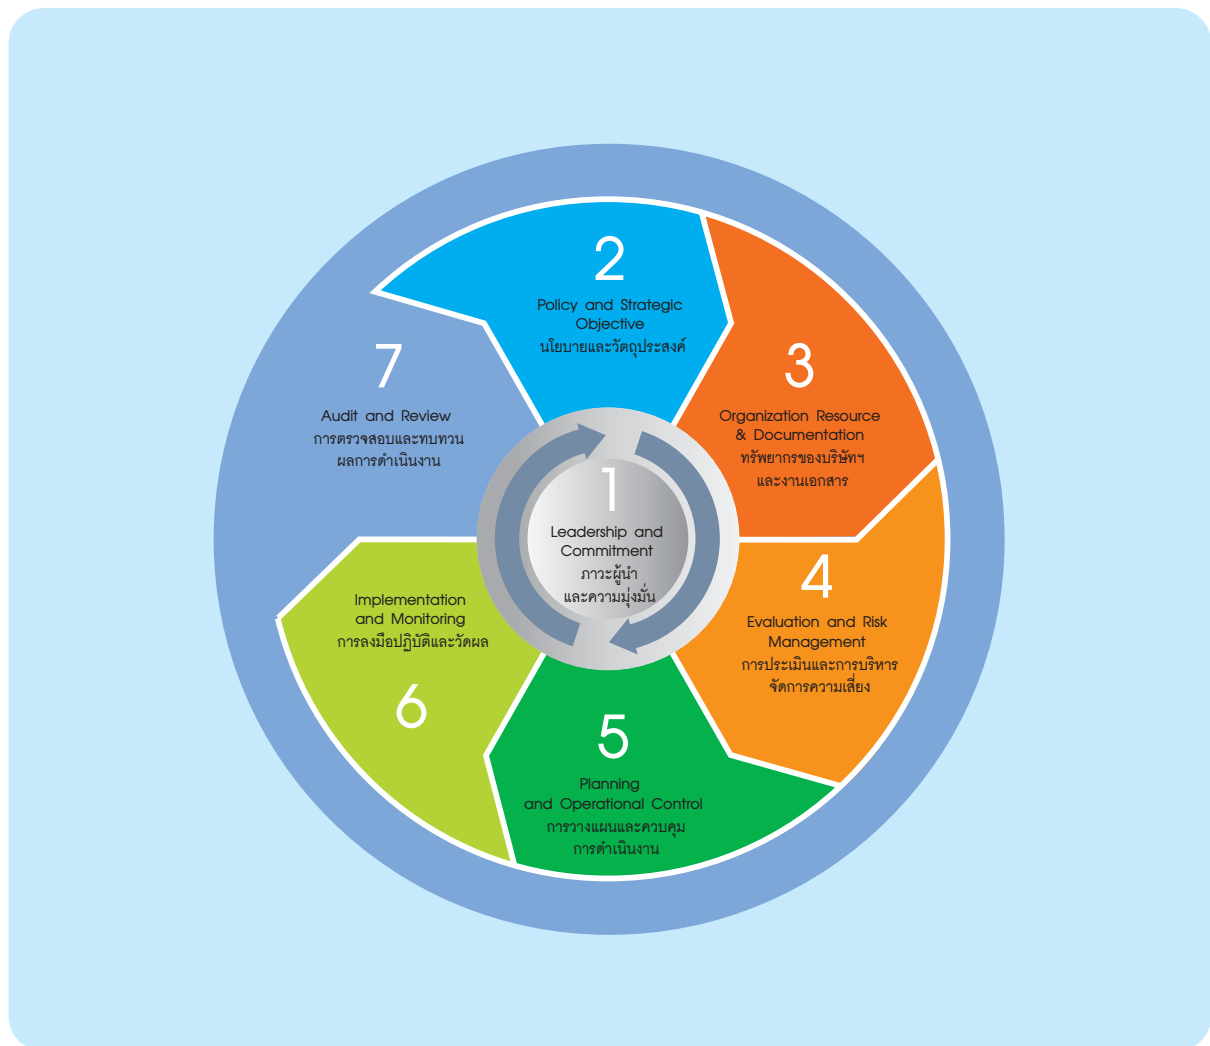 1
Leadership and
Commitment
ภาวะผู้นำ
และความมุ่งมั่น
2
Policy and Strategic
Objective
นโยบายและวัตถุประสงค์
3
Organization Resource
& Documentation
ทรัพยากรของบริษัทฯ
และงานเอกสาร
4
Evaluation and Risk
Management
การประเมินและการบริหาร
จัดการความเสี่ยง
5
Planning
and Operational Control
การวางแผนและควบคุม
การดำเนินงาน
Implementation
and Monitoring
การลงมือปฏิบัติและวัดผล
6
7
Audit and Review
การตรวจสอบและทบทวน
ผลการดำเนินงาน